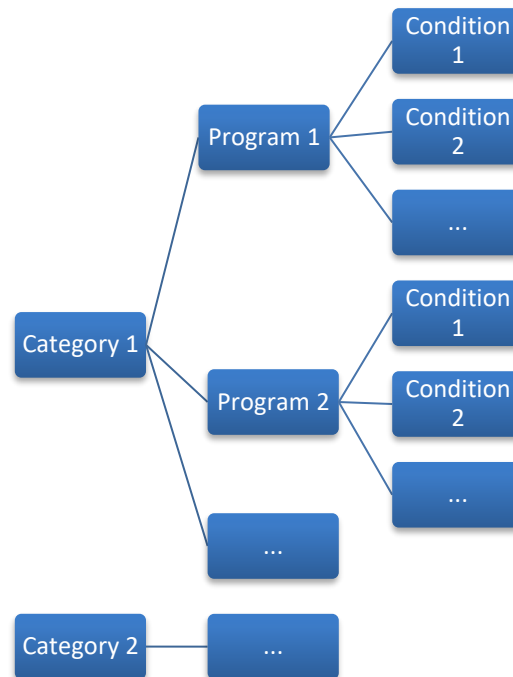 Condition
1
Program 1
Condition
2
...
Condition
1
Category 1
Program 2
Condition
2
...
...
Category 2
...